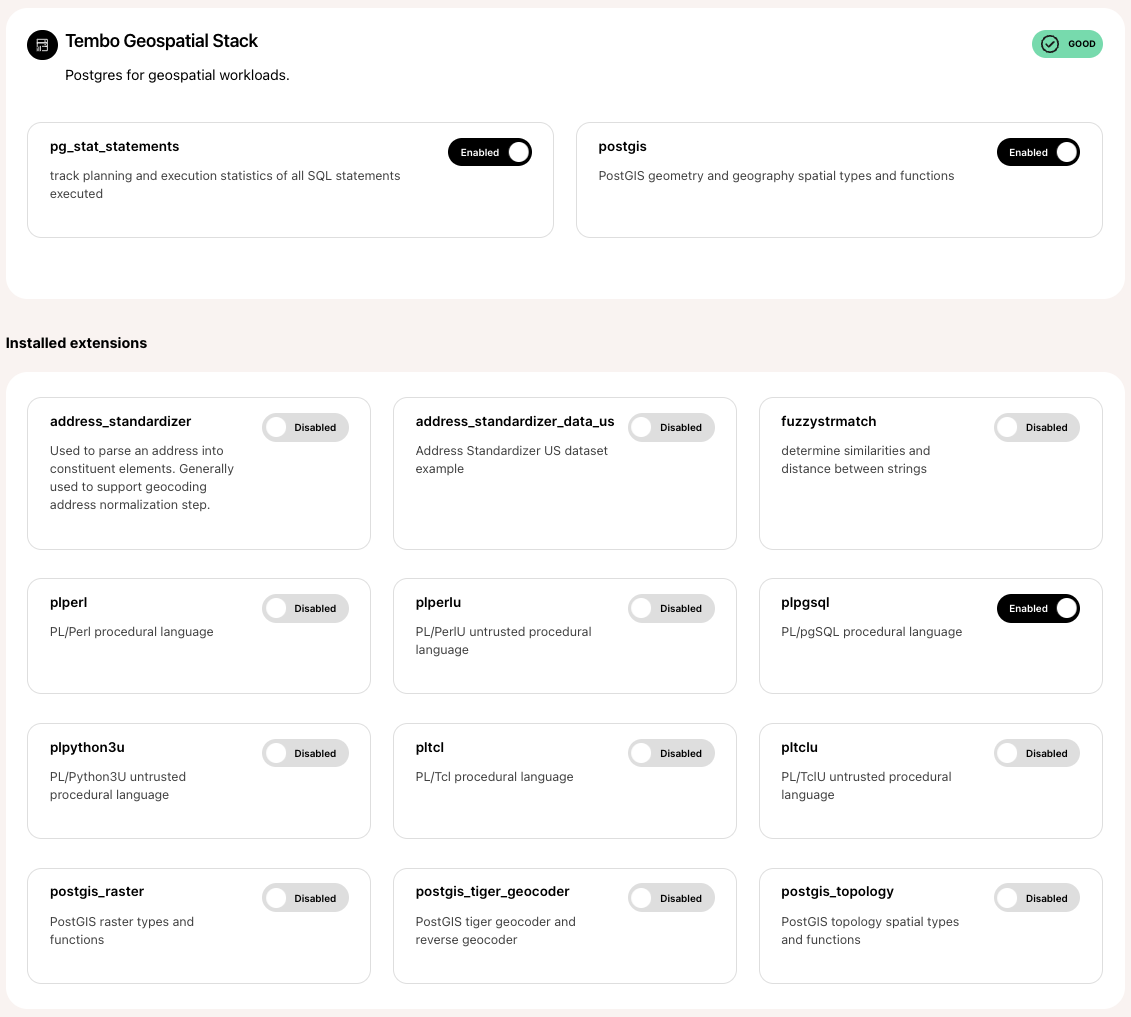 Tembo Geospatial Stack
GOOD
Postgres for geospatial workloads.
pg_stat_statements
Enabled
track planning and execution statistics of all SQL statements
executed
postgis
Enabled
PostGIS geometry and geography spatial types and functions
Installed extensions
address_standardizer
Disabled
Used to parse an address into
constituent elements. Generally
used to support geocoding
address normalization step.
address_standardizer_data_us
Disabled
Address Standardizer US dataset
example
fuzzystrmatch
Disabled
determine similarities and
distance between strings
plperl
Disabled
PL/Perl procedural language
plperlu
Disabled
PL/PerlU untrusted procedural
language
plpgsql
Enabled
PL/pgSQL procedural language
plpython3u
Disabled
PL/Python3U untrusted
procedural language
pltcl
Disabled
PL/Tcl procedural language
pltclu
Disabled
PL/TclU untrusted procedural
language
postgis_raster
Disabled
PostGIS raster types and
functions
postgis_tiger_geocoder
Disabled
PostGIS tiger geocoder and
reverse geocoder
postgis_topology
Disabled
PostGIS topology spatial types
and functions